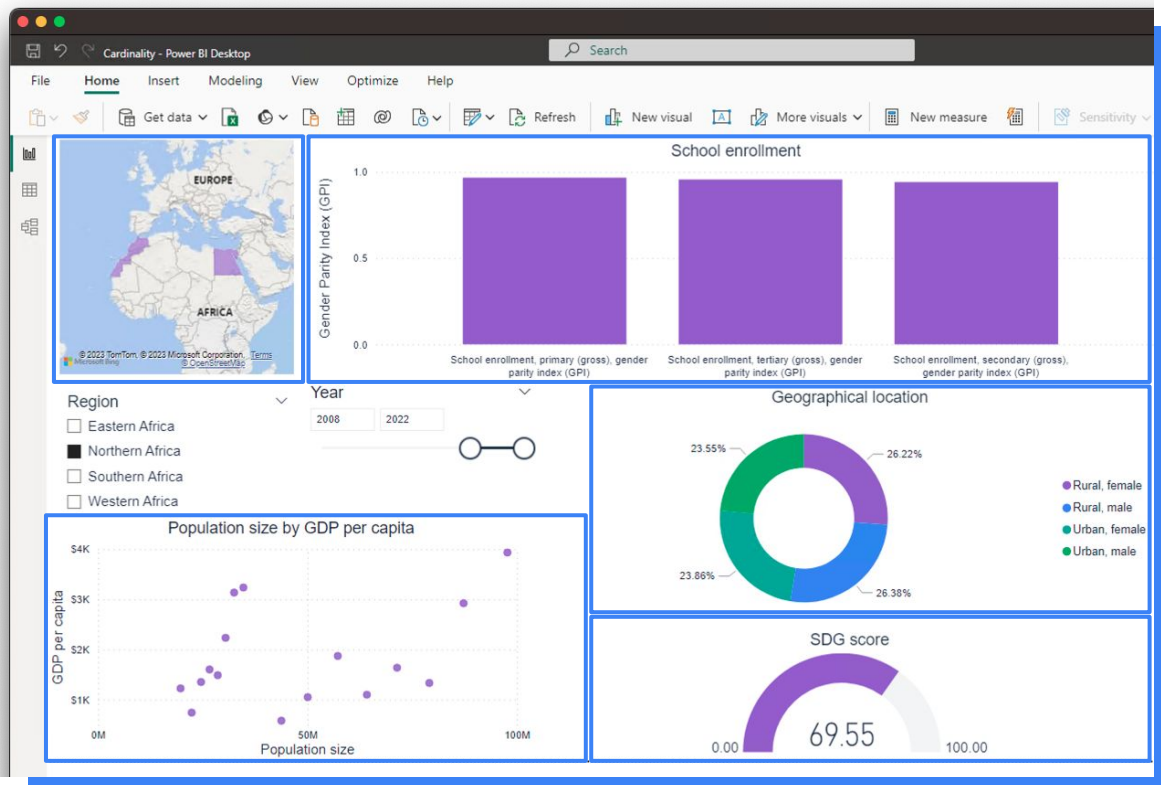 Cardinality - Power BI Desktop
Search
File Home Insert Modeling View Optimize Help
Get data Refresh New visual More visuals New measure Sensitivity
EUROPE
AFRICA
© 2023 TomTom, © 2023 Microsoft Corporation, Terms
Microsoft Bing © OpenStreetMap
School enrollment
Gender Parity Index (GPI)
1.0
0.5
0.0
School enrollment, primary (gross), gender
parity index (GPI)
School enrollment, tertiary (gross), gender
parity index (GPI)
School enrollment, secondary (gross),
gender parity index (GPI)
Region
Eastern Africa
Northern Africa
Southern Africa
Western Africa
Year
2008 2022
Geographical location
23.55%
26.22%
23.86%
26.38%
Rural, female
Rural, male
Urban, female
Urban, male
Population size by GDP per capita
GDP per capita
$4K
$3K
$2K
$1K
0M 50M 100M
Population size
SDG score
69.55
0.00 100.00